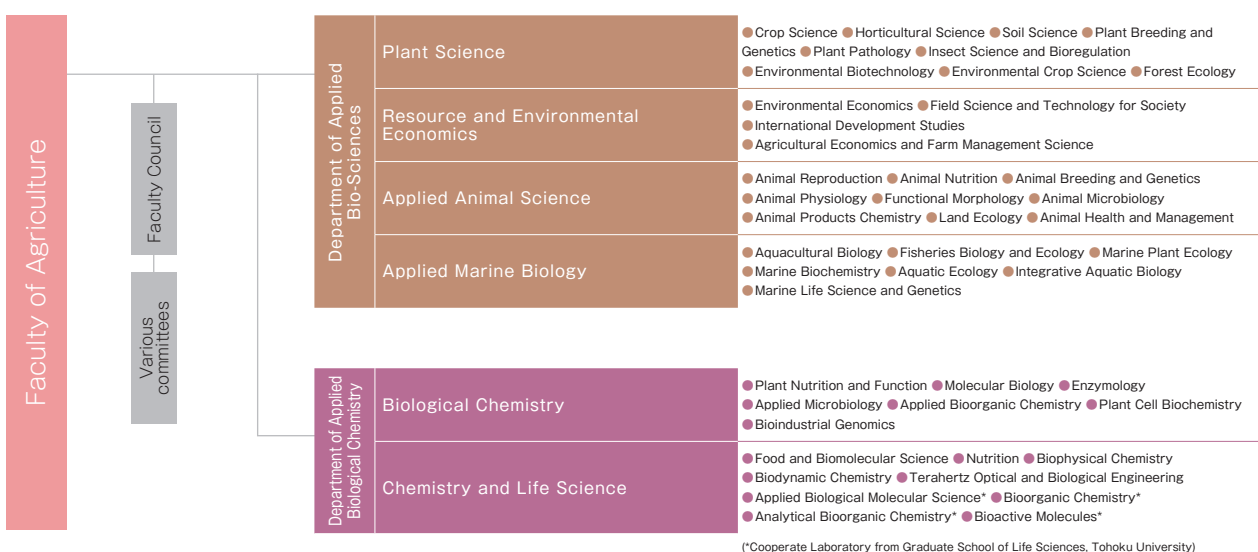 Faculty of Agriculture
Faculty Council
Various
committees
Department of Applied
Bio-Sciences
Plant Science
●Crop Science ●Horticultural Science ●Soil Science ●Plant Breeding and
Genetics ●Plant Pathology ●Insect Science and Bioregulation
●Environmental Biotechnology ●Environmental Crop Science ●Forest Ecology
Resource and Environmental
Economics
●Environmental Economics ●Field Science and Technology for Society
●International Development Studies
●Agricultural Economics and Farm Management Science
Applied Animal Science
●Animal Reproduction ●Animal Nutrition ●Animal Breeding and Genetics
●Animal Physiology ●Functional Morphology ●Animal Microbiology
●Animal Products Chemistry ●Land Ecology ●Animal Health and Management
Applied Marine Biology
●Aquacultural Biology ●Fisheries Biology and Ecology ●Marine Plant Ecology
●Marine Biochemistry ●Aquatic Ecology ●Integrative Aquatic Biology
●Marine Life Science and Genetics
Department of Applied
Biological Chemistry
Biological Chemistry
●Plant Nutrition and Function ●Molecular Biology ●Enzymology
●Applied Microbiology ●Applied Bioorganic Chemistry ●Plant Cell Biochemistry
●Bioindustrial Genomics
Chemistry and Life Science
●Food and Biomolecular Science ●Nutrition ●Biophysical Chemistry
●Biodynamic Chemistry ●Terahertz Optical and Biological Engineering
●Applied Biological Molecular Science* ●Bioorganic Chemistry*
●Analytical Bioorganic Chemistry* ●Bioactive Molecules*
(*Cooperate Laboratory from Graduate School of Life Sciences, Tohoku University)